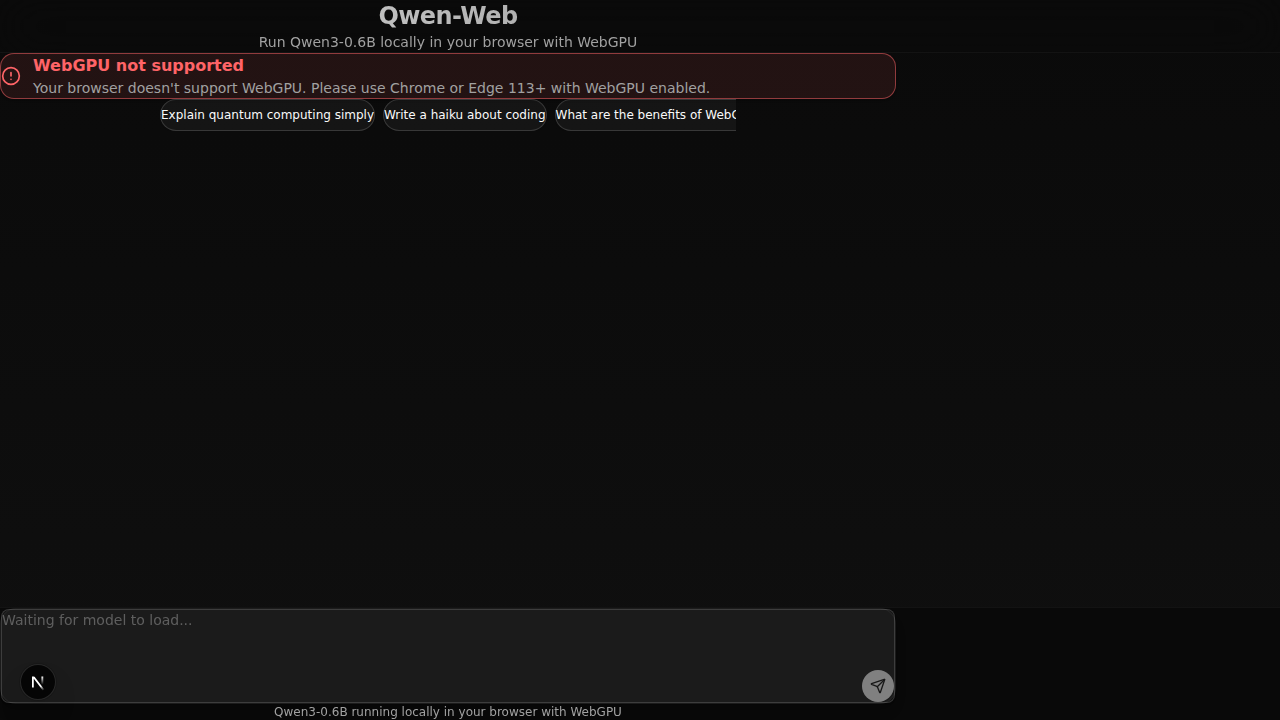 Qwen-Web
Run Qwen3-0.6B locally in your browser with WebGPU
WebGPU not supported
Your browser doesn't support WebGPU. Please use Chrome or Edge 113+ with WebGPU enabled.
Explain quantum computing simply
Write a haiku about coding
What are the benefits of Web
Waiting for model to load...
N
Qwen3-0.6B running locally in your browser with WebGPU